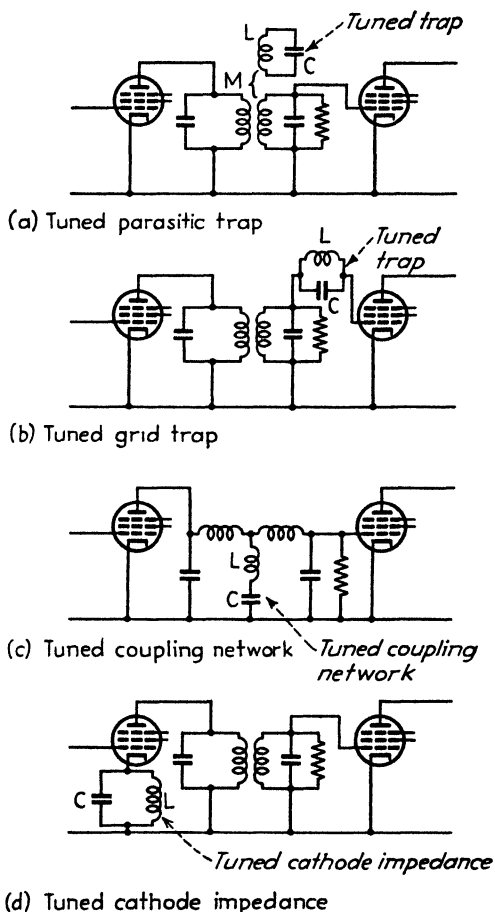 Tuned trap
L
C
M
(a) Tuned parasitic trap
L
Tuned
trap
C
(b) Tuned grid trap
L
C
(c) Tuned coupling network
Tuned coupling
network
C
L
Tuned cathode impedance
(d) Tuned cathode impedance